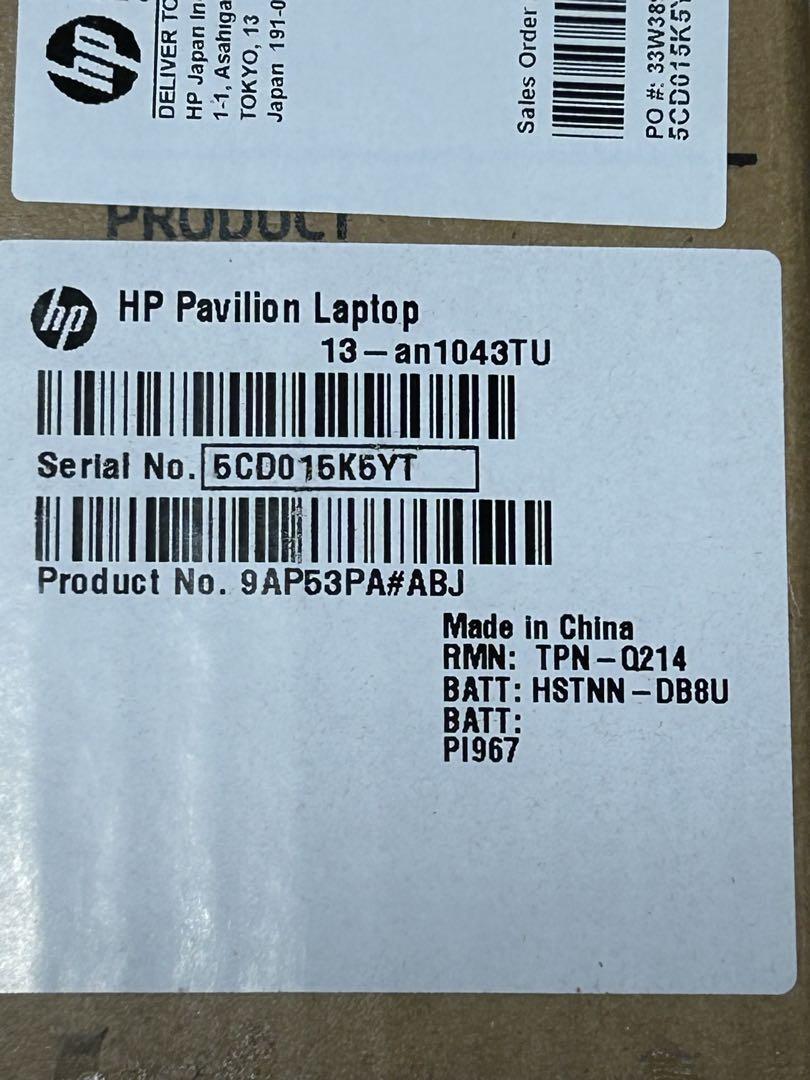 hp
DELIVER TO
HP Japan In
1-1, Asahiga
TOKYO, 13
Japan 191-0
Sales Order
PO #: 33W38
5CD015K5Y
PRODUCT
hp
HP Pavilion Laptop
13-an1043TU
Serial No. 5CD015K5YT
Product No. 9AP53PA#ABJ
Made in China
RMN: TPN-Q214
BATT: HSTNN-DB8U
BATT:
PI967